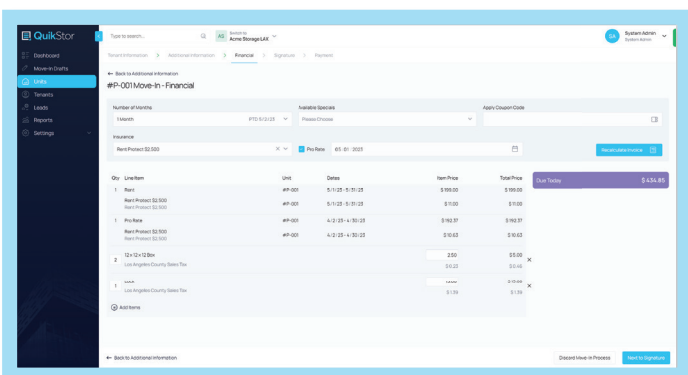 QuikStor
Type to search...
AS
Acme Storage LAX
SA
System Admin
System Admin
Dashboard
Move-In Drafts
Units
Tenants
Leads
Reports
Settings
Tenant Information > Additional Information > Financial > Signature > Payment
← Back to Additional Information
#P-001 Move-In - Financial
Number of Months
Available Specials
Apply Coupon Code
1 Month
PTD 5/2/23
Please Choose
Insurance
Rent Protect $2,500
Pro Rate
05 - 01 - 2023
Recalculate Invoice
Qty Line Item Unit Dates Item Price Total Price
Due Today $ 434.85
1 Rent #P-001 5/1/23 - 5/31/23 $ 199.00 $ 199.00
Rent Protect $2,500 #P-001 5/1/23 - 5/31/23 $ 11.00 $ 11.00
Rent Protect $2,500
1 Pro Rate #P-001 4/2/23 - 4/30/23 $ 192.37 $ 192.37
Rent Protect $2,500 #P-001 4/2/23 - 4/30/23 $ 10.63 $ 10.63
Rent Protect $2,500
2 12 x 12 x 12 Box 2.50 $ 5.00
Los Angeles County Sales Tax $ 0.23 $ 0.46
1
Los Angeles County Sales Tax $ 1.39 $ 1.39
Add Items
← Back to Additional Information
Discard Move-In Process
Next to Signature